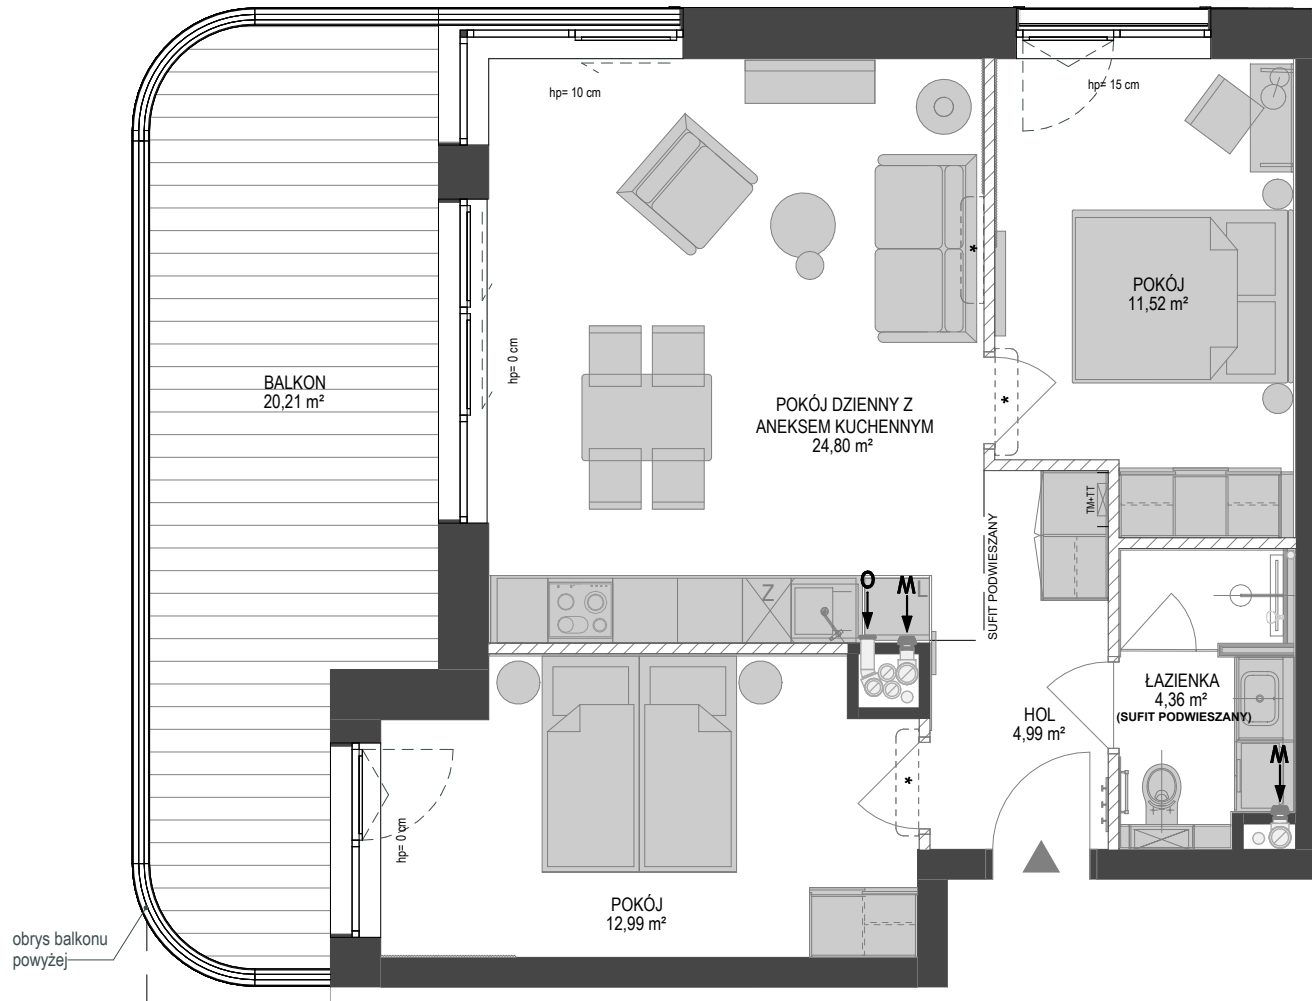 hp= 10 cm
hp= 15 cm
*
POKÓJ
11,52 m²
hp= 0 cm
BALKON
20,21 m²
POKÓJ DZIENNY Z
ANEKSEM KUCHENNYM
24,80 m²
*
TM+TT
SUFIT PODWIESZANY
Z
O
M
L
ŁAZIENKA
4,36 m²
(SUFIT PODWIESZANY)
HOL
4,99 m²
M
*
hp= 0 cm
POKÓJ
12,99 m²
obrys balkonu
powyżej